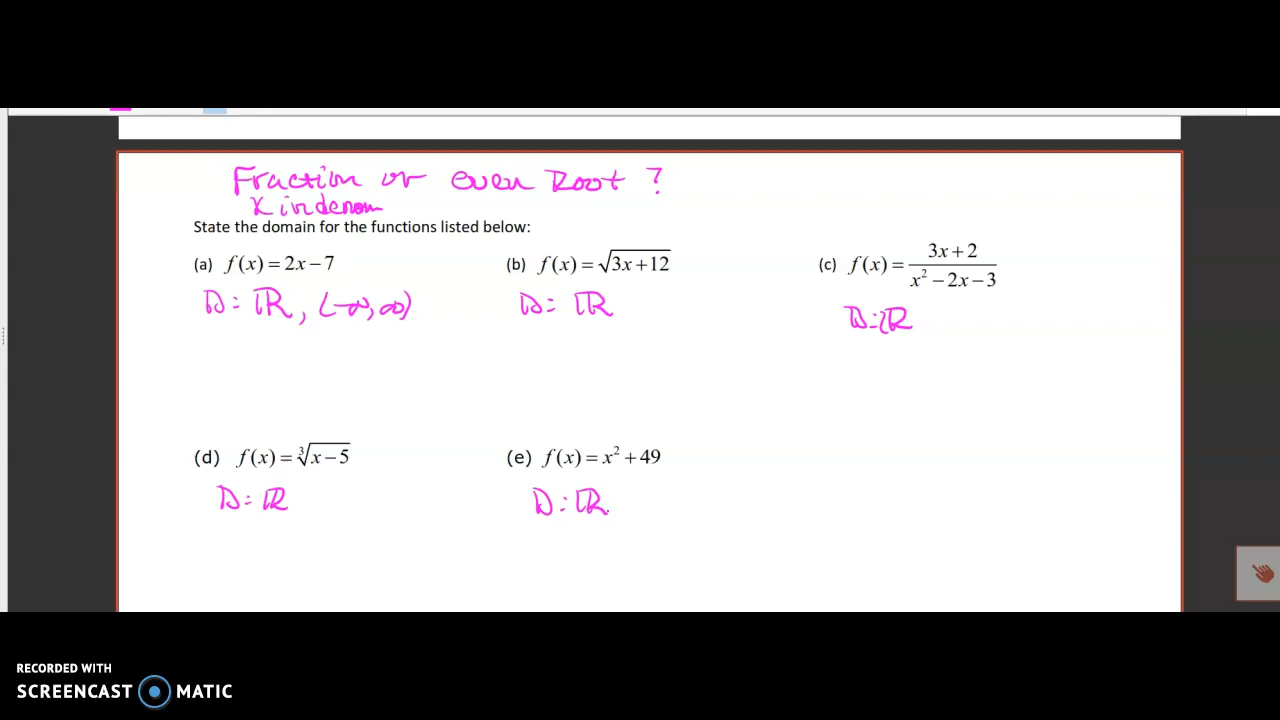 Fraction or even Root ?
X in denom
State the domain for the functions listed below:
(a) f(x) = 2x − 7
(b) f(x) = √(3x + 12)
(c) f(x) = (3x + 2)/(x² − 2x − 3)
D = ℝ, (-∞, ∞)
D = ℝ
D = ℝ
(d) f(x) = ∛(x − 5)
(e) f(x) = x² + 49
D = ℝ
D = ℝ
RECORDED WITH
SCREENCAST MATIC